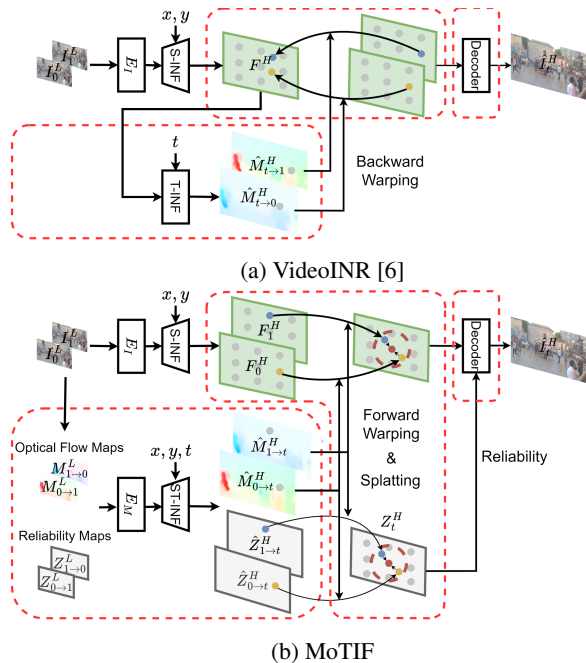 x, y
I_1^L
I_0^L
E_I
S-INF
F^H
Decoder
Î_t^H
t
T-INF
M̂_{t→1}^H
M̂_{t→0}^H
Backward
Warping
(a) VideoINR [6]
x, y
I_1^L
I_0^L
E_I
S-INF
F_1^H
F_0^H
Decoder
Î_t^H
Optical Flow Maps
M_{1→0}^L
M_{0→1}^L
x, y, t
E_M
ST-INF
M̂_{1→t}^H
M̂_{0→t}^H
Forward
Warping
&
Splatting
Reliability
Reliability Maps
Z_{1→0}^L
Z_{0→1}^L
Ẑ_{1→t}^H
Ẑ_{0→t}^H
Z_t^H
(b) MoTIF